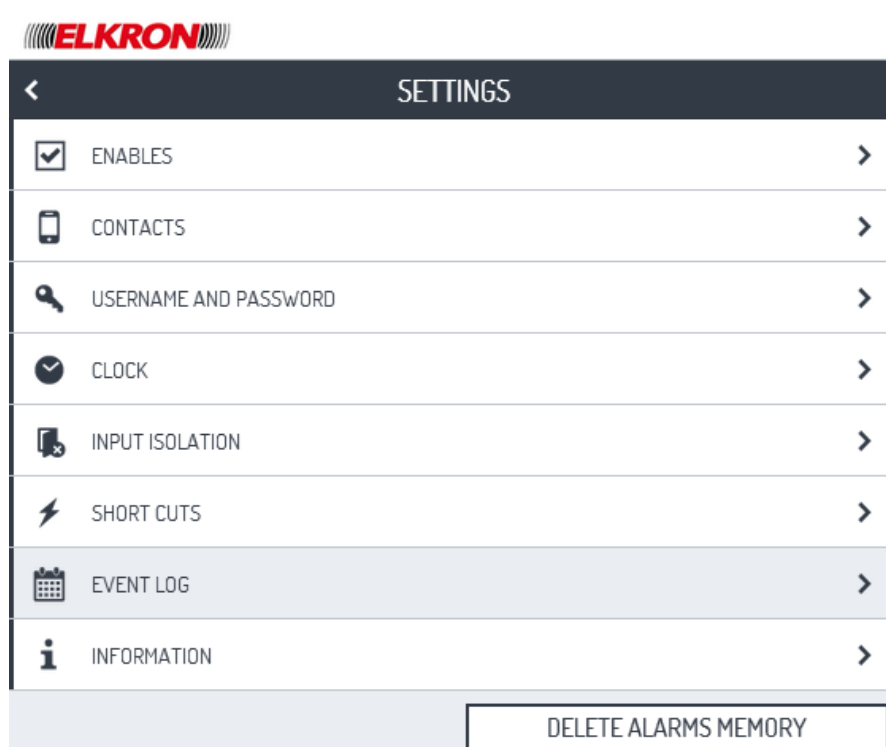 ELKRON
SETTINGS
ENABLES
CONTACTS
USERNAME AND PASSWORD
CLOCK
INPUT ISOLATION
SHORT CUTS
EVENT LOG
INFORMATION
DELETE ALARMS MEMORY